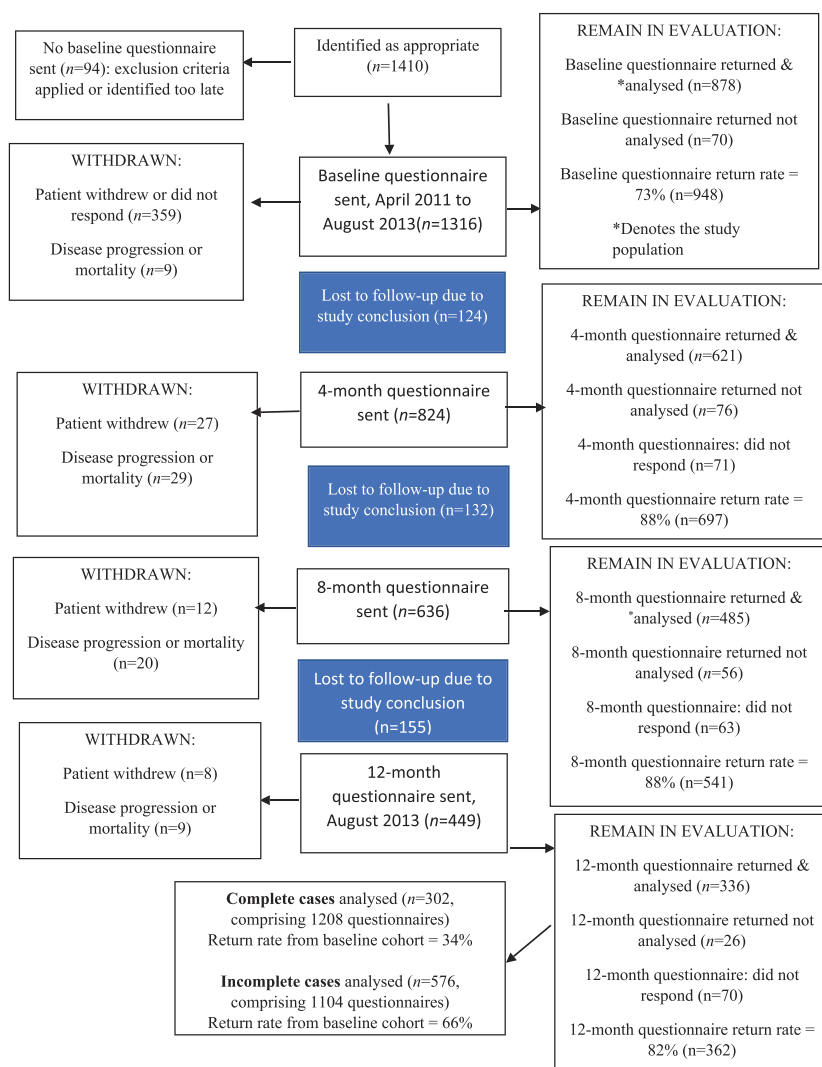 No baseline questionnaire
sent (n=94): exclusion criteria
applied or identified too late
Identified as appropriate
(n=1410)
REMAIN IN EVALUATION:
Baseline questionnaire returned &
*analysed (n=878)
Baseline questionnaire returned not
analysed (n=70)
Baseline questionnaire return rate =
73% (n=948)
*Denotes the study
population
WITHDRAWN:
Patient withdrew or did not
respond (n=359)
Disease progression or
mortality (n=9)
Baseline questionnaire
sent, April 2011 to
August 2013(n=1316)
Lost to follow-up due to
study conclusion (n=124)
REMAIN IN EVALUATION:
4-month questionnaire returned &
analysed (n=621)
4-month questionnaire returned not
analysed (n=76)
4-month questionnaires: did not
respond (n=71)
4-month questionnaire return rate =
88% (n=697)
WITHDRAWN:
Patient withdrew (n=27)
Disease progression or
mortality (n=29)
4-month questionnaire
sent (n=824)
Lost to follow-up due to
study conclusion (n=132)
WITHDRAWN:
Patient withdrew (n=12)
Disease progression or mortality
(n=20)
8-month questionnaire
sent (n=636)
REMAIN IN EVALUATION:
8-month questionnaire returned &
*analysed (n=485)
8-month questionnaire returned not
analysed (n=56)
8-month questionnaire: did not
respond (n=63)
8-month questionnaire return rate =
88% (n=541)
Lost to follow-up due to
study conclusion
(n=155)
WITHDRAWN:
Patient withdrew (n=8)
Disease progression or
mortality (n=9)
12-month
questionnaire sent,
August 2013 (n=449)
REMAIN IN EVALUATION:
12-month questionnaire returned &
analysed (n=336)
12-month questionnaire returned not
analysed (n=26)
12-month questionnaire: did not
respond (n=70)
12-month questionnaire return rate =
82% (n=362)
Complete cases analysed (n=302,
comprising 1208 questionnaires)
Return rate from baseline cohort = 34%
Incomplete cases analysed (n=576,
comprising 1104 questionnaires)
Return rate from baseline cohort = 66%